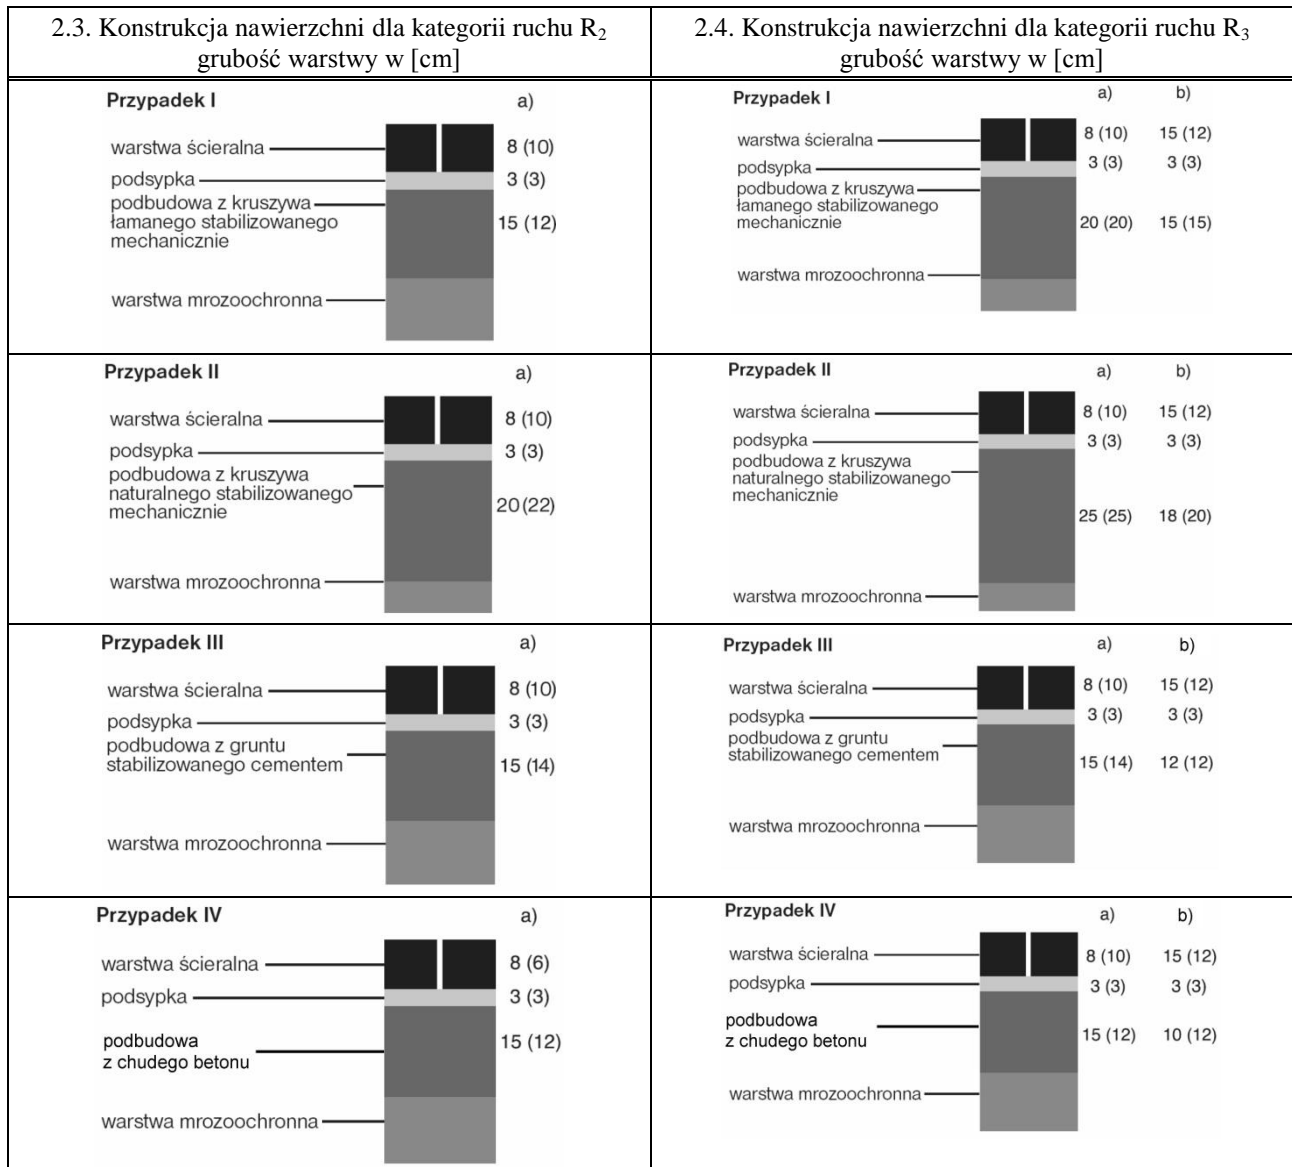 2.3. Konstrukcja nawierzchni dla kategorii ruchu R₂
grubość warstwy w [cm]
2.4. Konstrukcja nawierzchni dla kategorii ruchu R₃
grubość warstwy w [cm]
Przypadek I a)
warstwa ścieralna 8 (10)
podsypka 3 (3)
podbudowa z kruszywa
łamanego stabilizowanego 15 (12)
mechanicznie
warstwa mrozoochronna
Przypadek I a) b)
warstwa ścieralna 8 (10) 15 (12)
podsypka 3 (3) 3 (3)
podbudowa z kruszywa
łamanego stabilizowanego
mechanicznie 20 (20) 15 (15)
warstwa mrozoochronna
Przypadek II a)
warstwa ścieralna 8 (10)
podsypka 3 (3)
podbudowa z kruszywa
naturalnego stabilizowanego 20 (22)
mechanicznie
warstwa mrozoochronna
Przypadek II a) b)
warstwa ścieralna 8 (10) 15 (12)
podsypka 3 (3) 3 (3)
podbudowa z kruszywa
naturalnego stabilizowanego
mechanicznie
25 (25) 18 (20)
warstwa mrozoochronna
Przypadek III a)
warstwa ścieralna 8 (10)
podsypka 3 (3)
podbudowa z gruntu
stabilizowanego cementem 15 (14)
warstwa mrozoochronna
Przypadek III a) b)
warstwa ścieralna 8 (10) 15 (12)
podsypka 3 (3) 3 (3)
podbudowa z gruntu
stabilizowanego cementem 15 (14) 12 (12)
warstwa mrozoochronna
Przypadek IV a)
warstwa ścieralna 8 (6)
podsypka 3 (3)
podbudowa 15 (12)
z chudego betonu
warstwa mrozoochronna
Przypadek IV a) b)
warstwa ścieralna 8 (10) 15 (12)
podsypka 3 (3) 3 (3)
podbudowa
z chudego betonu 15 (12) 10 (12)
warstwa mrozoochronna